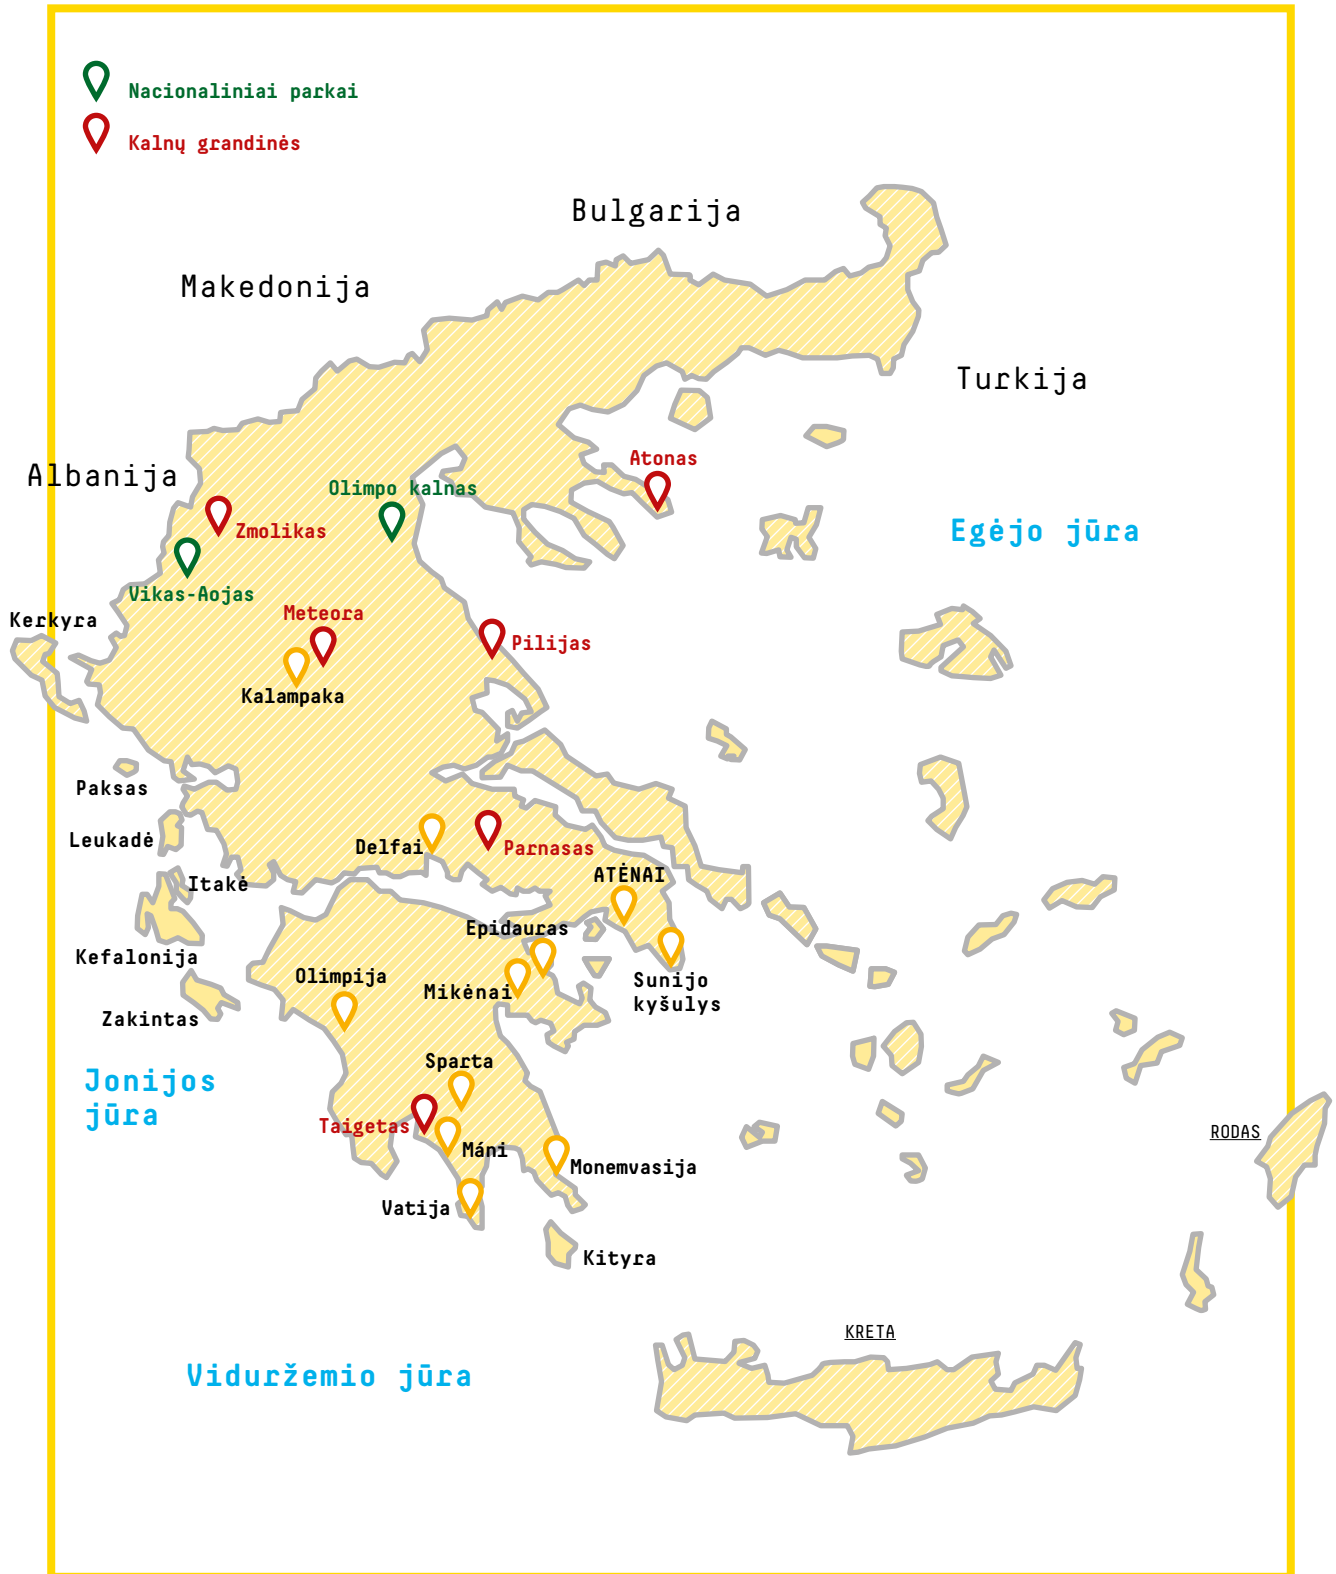 Nacionaliniai parkai
Kalnų grandinės
Bulgarija
Makedonija
Turkija
Atonas
Albanija
Olimpo kalnas
Zmolikas
Egėjo jūra
Vikas-Aojas
Meteora
Kerkyra
Pilijas
Kalampaka
Paksas
Leukadė
Delfai
Parnasas
ATĖNAI
Itakė
Epidauras
Kefalonija
Olimpija
Mikėnai
Sunijo
kyšulys
Zakintas
Sparta
Jonijos
jūra
Taigetas
RODAS
Máni
Monemvasija
Vatija
Kityra
KRETA
Viduržemio jūra